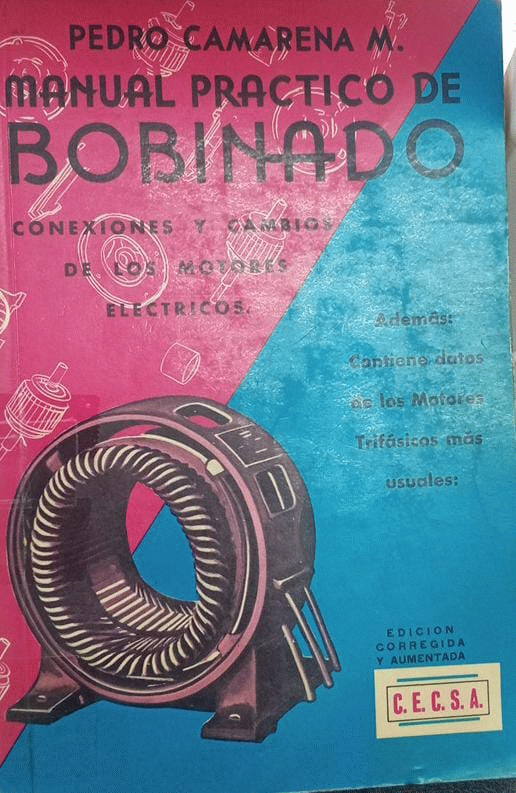 PEDRO CAMARENA M.
MANUAL PRACTICO DE
BOBINADO
CONEXIONES Y CAMBIOS
DE LOS MOTORES
ELECTRICOS.
Además:
Contiene datos
de los Motores
Trifásicos más
usuales:
EDICION
CORREGIDA
Y AUMENTADA
C.E.C.S.A.